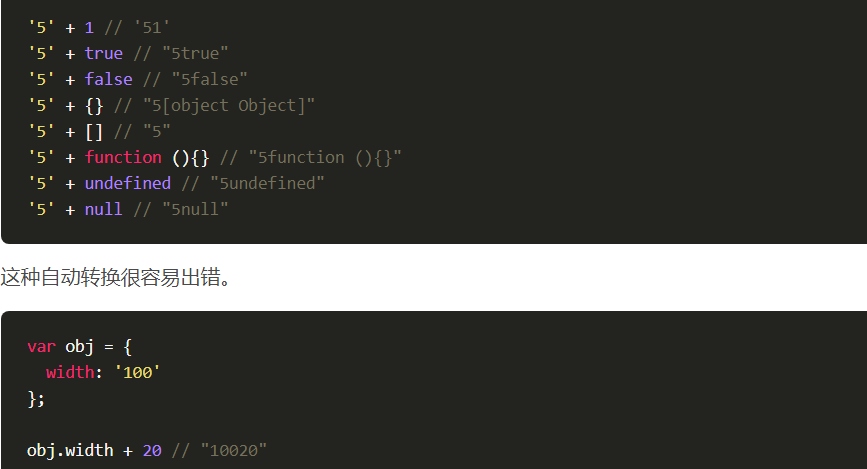 '5' + 1 // '51'
'5' + true // "5true"
'5' + false // "5false"
'5' + {} // "5[object Object]"
'5' + [] // "5"
'5' + function (){} // "5function (){}"
'5' + undefined // "5undefined"
'5' + null // "5null"
这种自动转换很容易出错。
var obj = {
  width: '100'
};
obj.width + 20 // "10020"